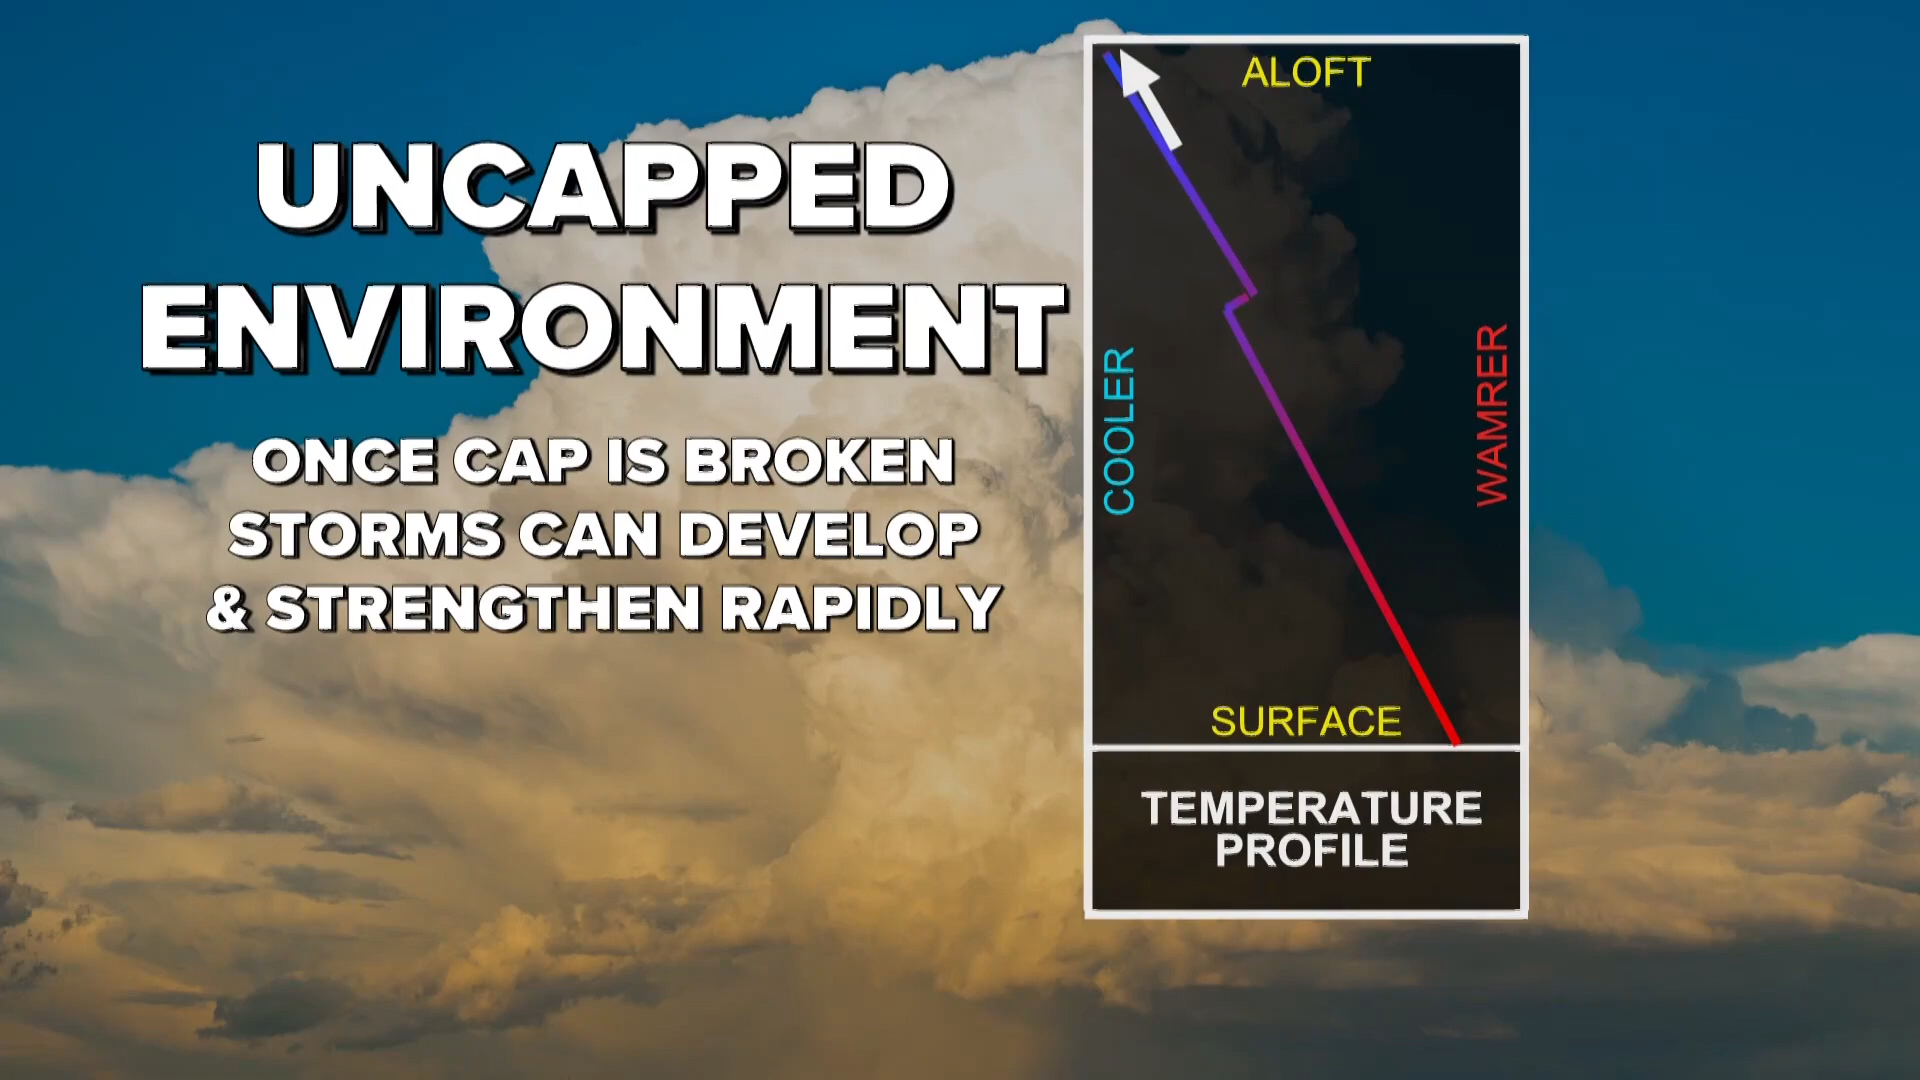 UNCAPPED
ENVIRONMENT
ONCE CAP IS BROKEN
STORMS CAN DEVELOP
& STRENGTHEN RAPIDLY
ALOFT
COOLER
WAMRER
SURFACE
TEMPERATURE
PROFILE